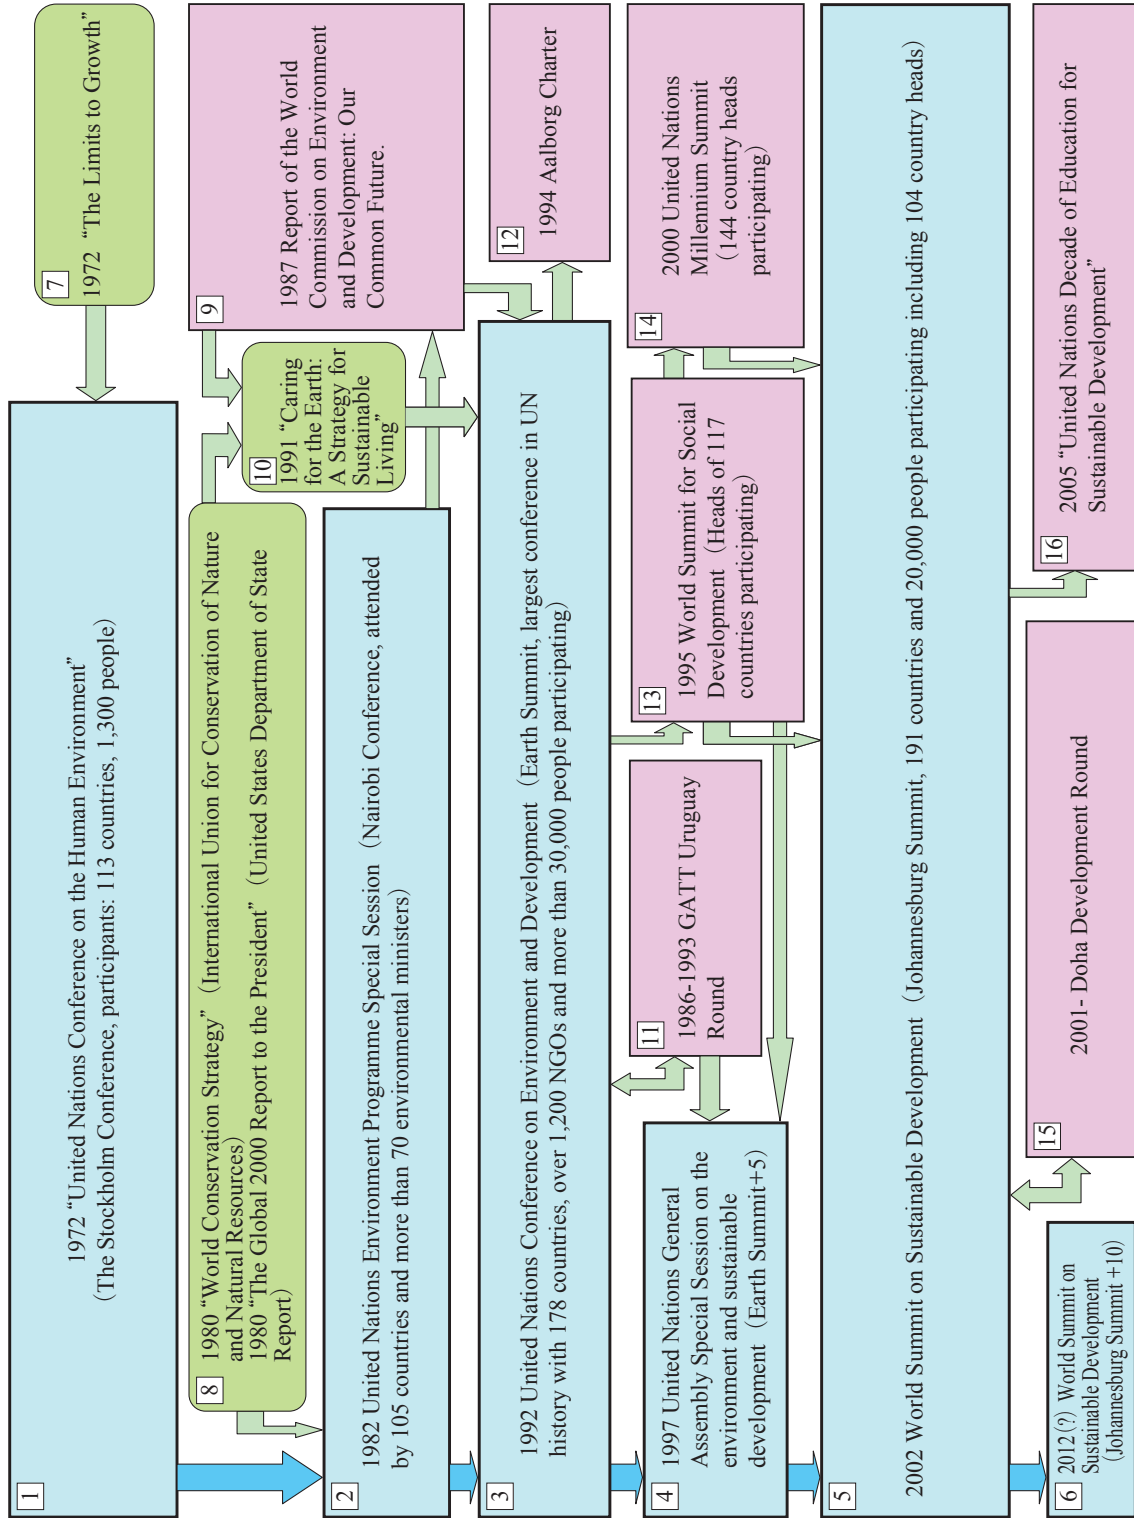 1
1972 “United Nations Conference on the Human Environment”
(The Stockholm Conference, participants: 113 countries, 1,300 people)
7
1972 “The Limits to Growth”
8
1980 “World Conservation Strategy” (International Union for Conservation of Nature
and Natural Resources)
1980 “The Global 2000 Report to the President” (United States Department of State
Report)
9
1987 Report of the World
Commission on Environment
and Development: Our
Common Future.
10
1991 “Caring
for the Earth:
A Strategy for
Sustainable
Living”
2
1982 United Nations Environment Programme Special Session (Nairobi Conference, attended
by 105 countries and more than 70 environmental ministers)
3
1992 United Nations Conference on Environment and Development (Earth Summit, largest conference in UN
history with 178 countries, over 1,200 NGOs and more than 30,000 people participating)
12
1994 Aalborg Charter
4
1997 United Nations General
Assembly Special Session on the
environment and sustainable
development (Earth Summit+5)
11
1986-1993 GATT Uruguay
Round
13
1995 World Summit for Social
Development (Heads of 117
countries participating)
14
2000 United Nations
Millennium Summit
(144 country heads
participating)
5
2002 World Summit on Sustainable Development (Johannesburg Summit, 191 countries and 20,000 people participating including 104 country heads)
6
2012(?) World Summit on
Sustainable Development
(Johannesburg Summit +10)
15
2001- Doha Development Round
16
2005 “United Nations Decade of Education for
Sustainable Development”